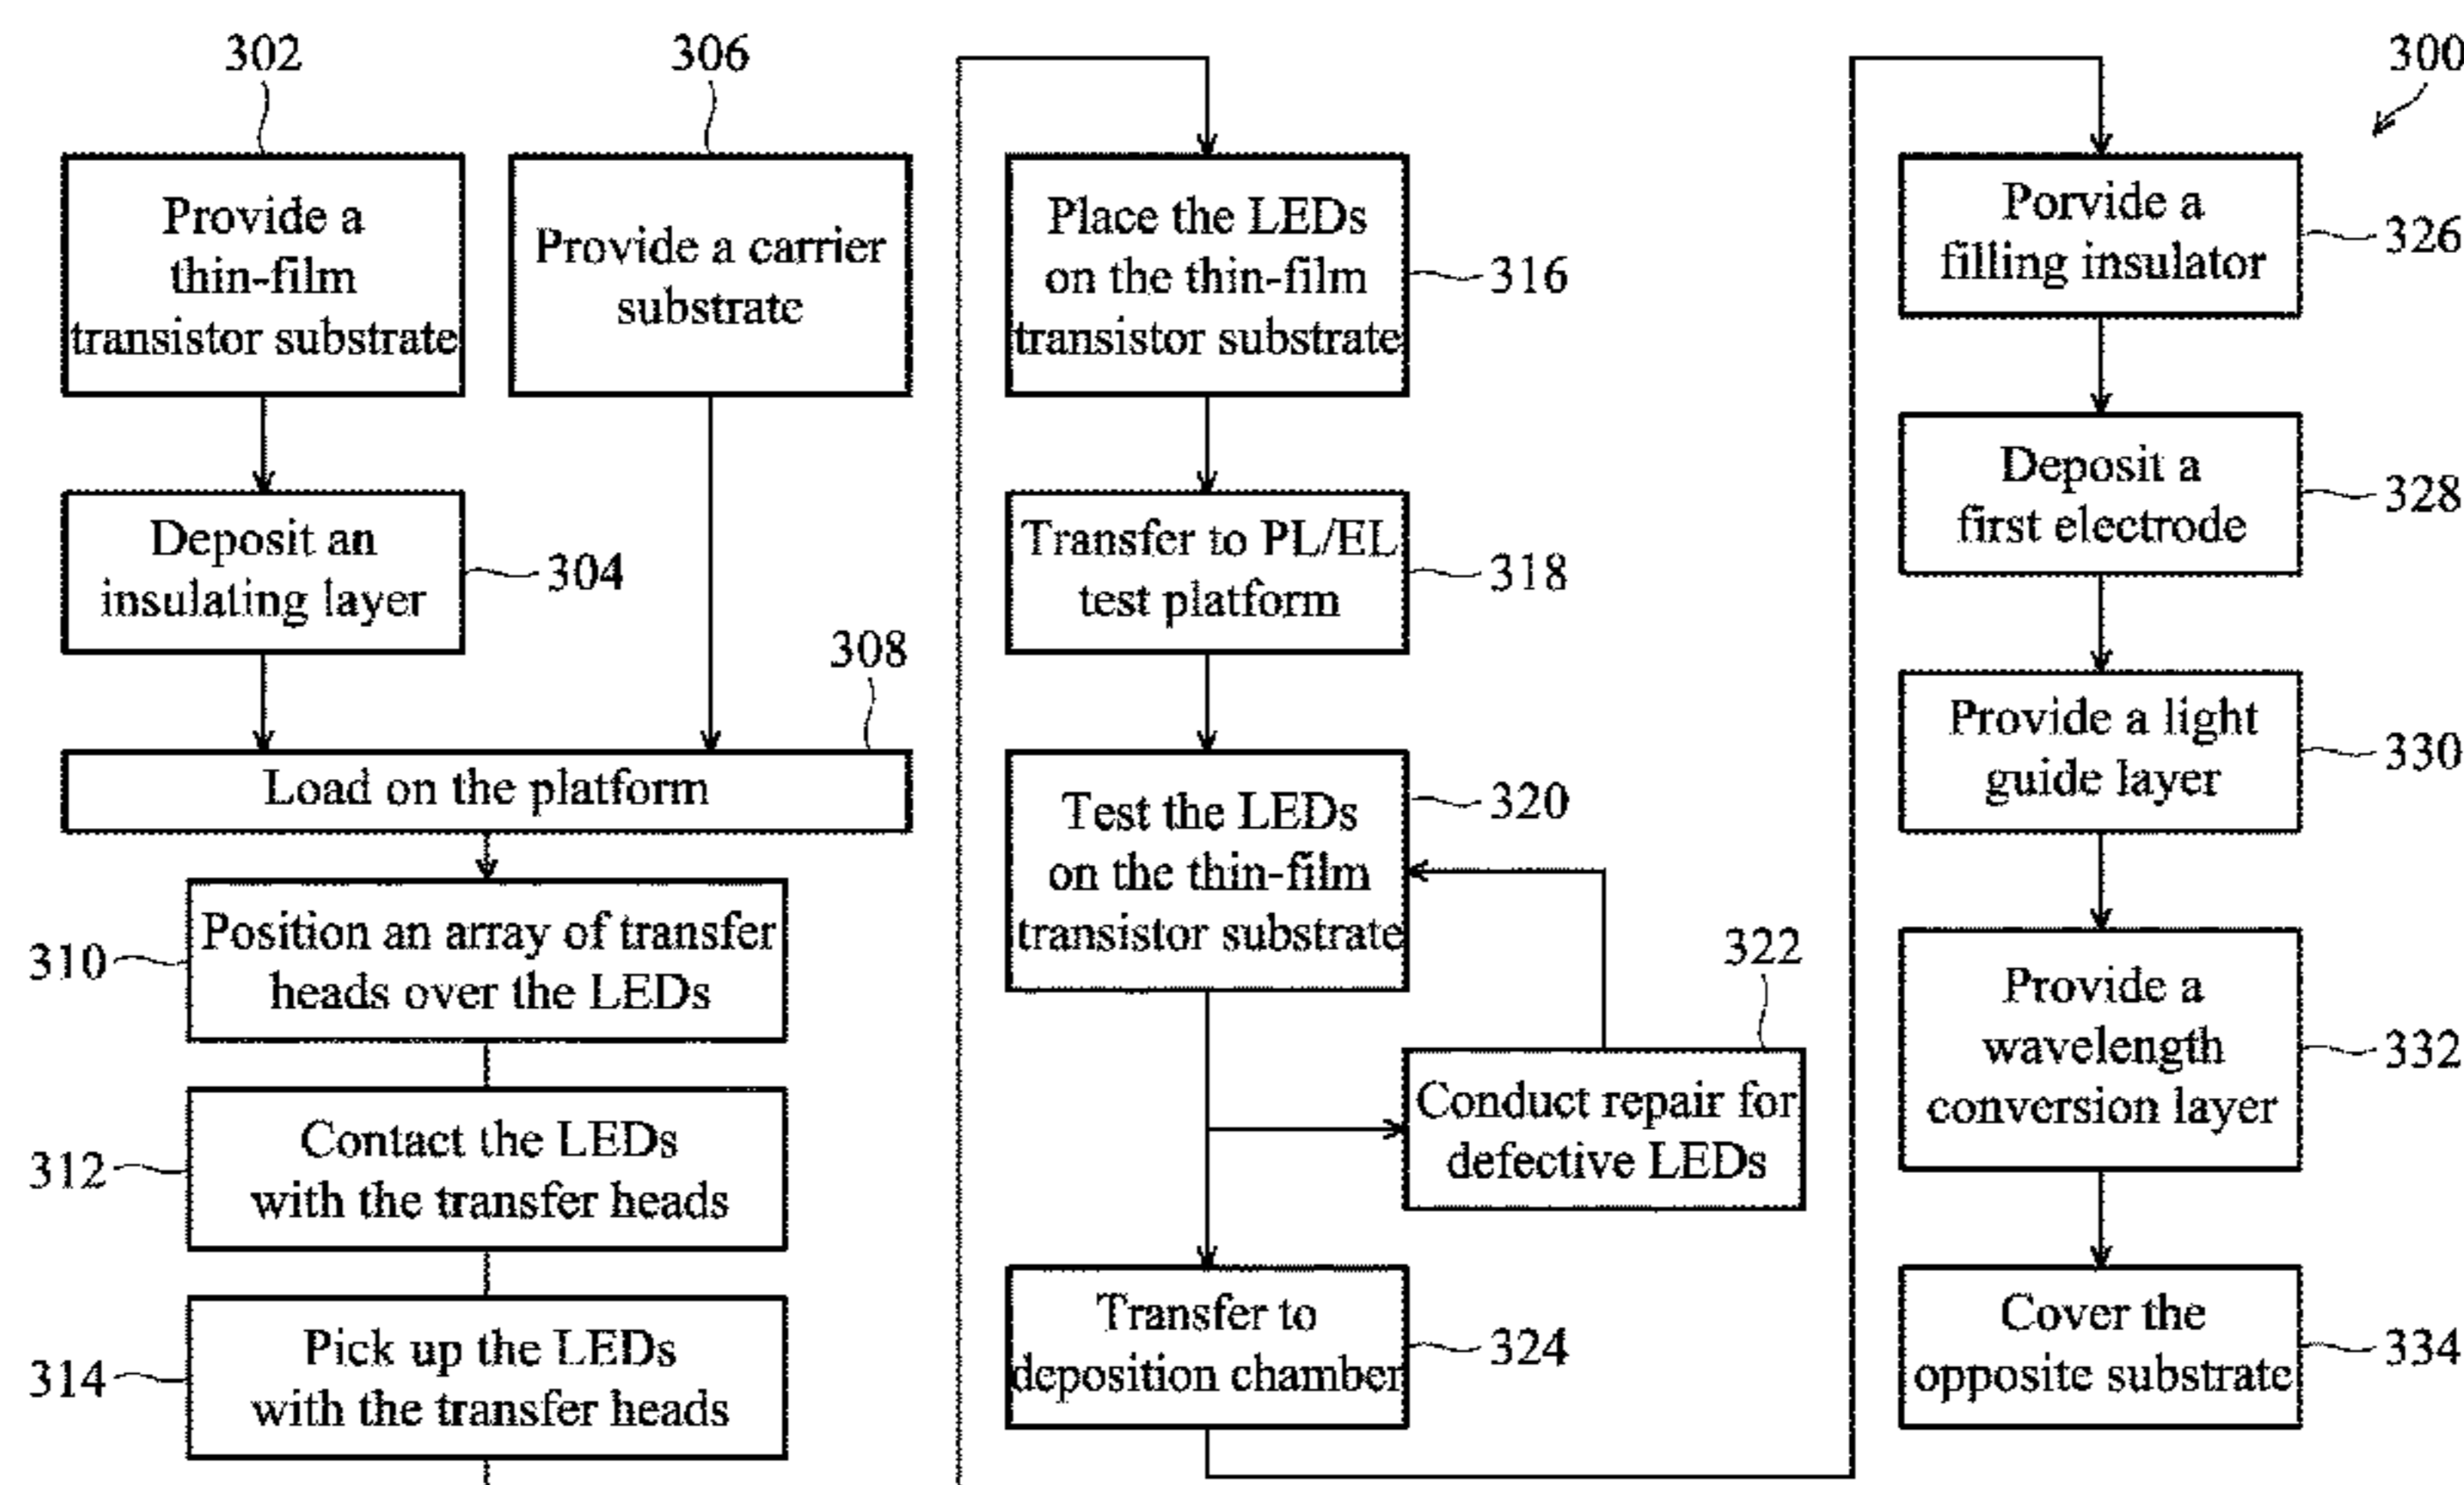 302
Provide a
thin-film
transistor substrate
306
Provide a carrier
substrate
Deposit an
insulating layer
304
308
Load on the platform
310
Position an array of transfer
heads over the LEDs
312
Contact the LEDs
with the transfer heads
314
Pick up the LEDs
with the transfer heads
Place the LEDs
on the thin-film
transistor substrate
316
Transfer to PL/EL
test platform
318
Test the LEDs
on the thin-film
transistor substrate
320
322
Conduct repair for
defective LEDs
Transfer to
deposition chamber
324
300
Porvide a
filling insulator
326
Deposit a
first electrode
328
Provide a light
guide layer
330
Provide a
wavelength
conversion layer
332
Cover the
opposite substrate
334